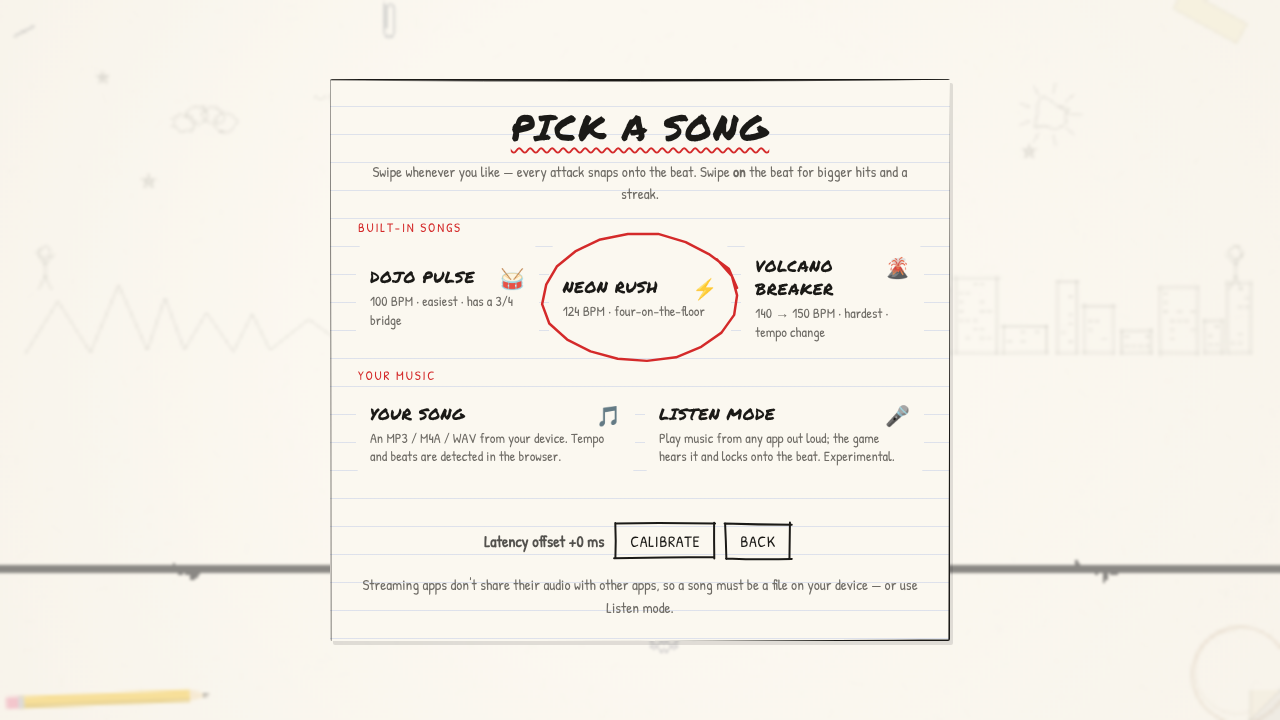 PICK A SONG
Swipe whenever you like — every attack snaps onto the beat. Swipe on the beat for bigger hits and a
streak.
BUILT-IN SONGS
DOJO PULSE
100 BPM · easiest · has a 3/4
bridge
NEON RUSH
124 BPM · four-on-the-floor
VOLCANO
BREAKER
140 → 150 BPM · hardest ·
tempo change
YOUR MUSIC
YOUR SONG
An MP3 / M4A / WAV from your device. Tempo
and beats are detected in the browser.
LISTEN MODE
Play music from any app out loud; the game
hears it and locks onto the beat. Experimental.
Latency offset +0 ms
CALIBRATE
BACK
Streaming apps don't share their audio with other apps, so a song must be a file on your device — or use
Listen mode.